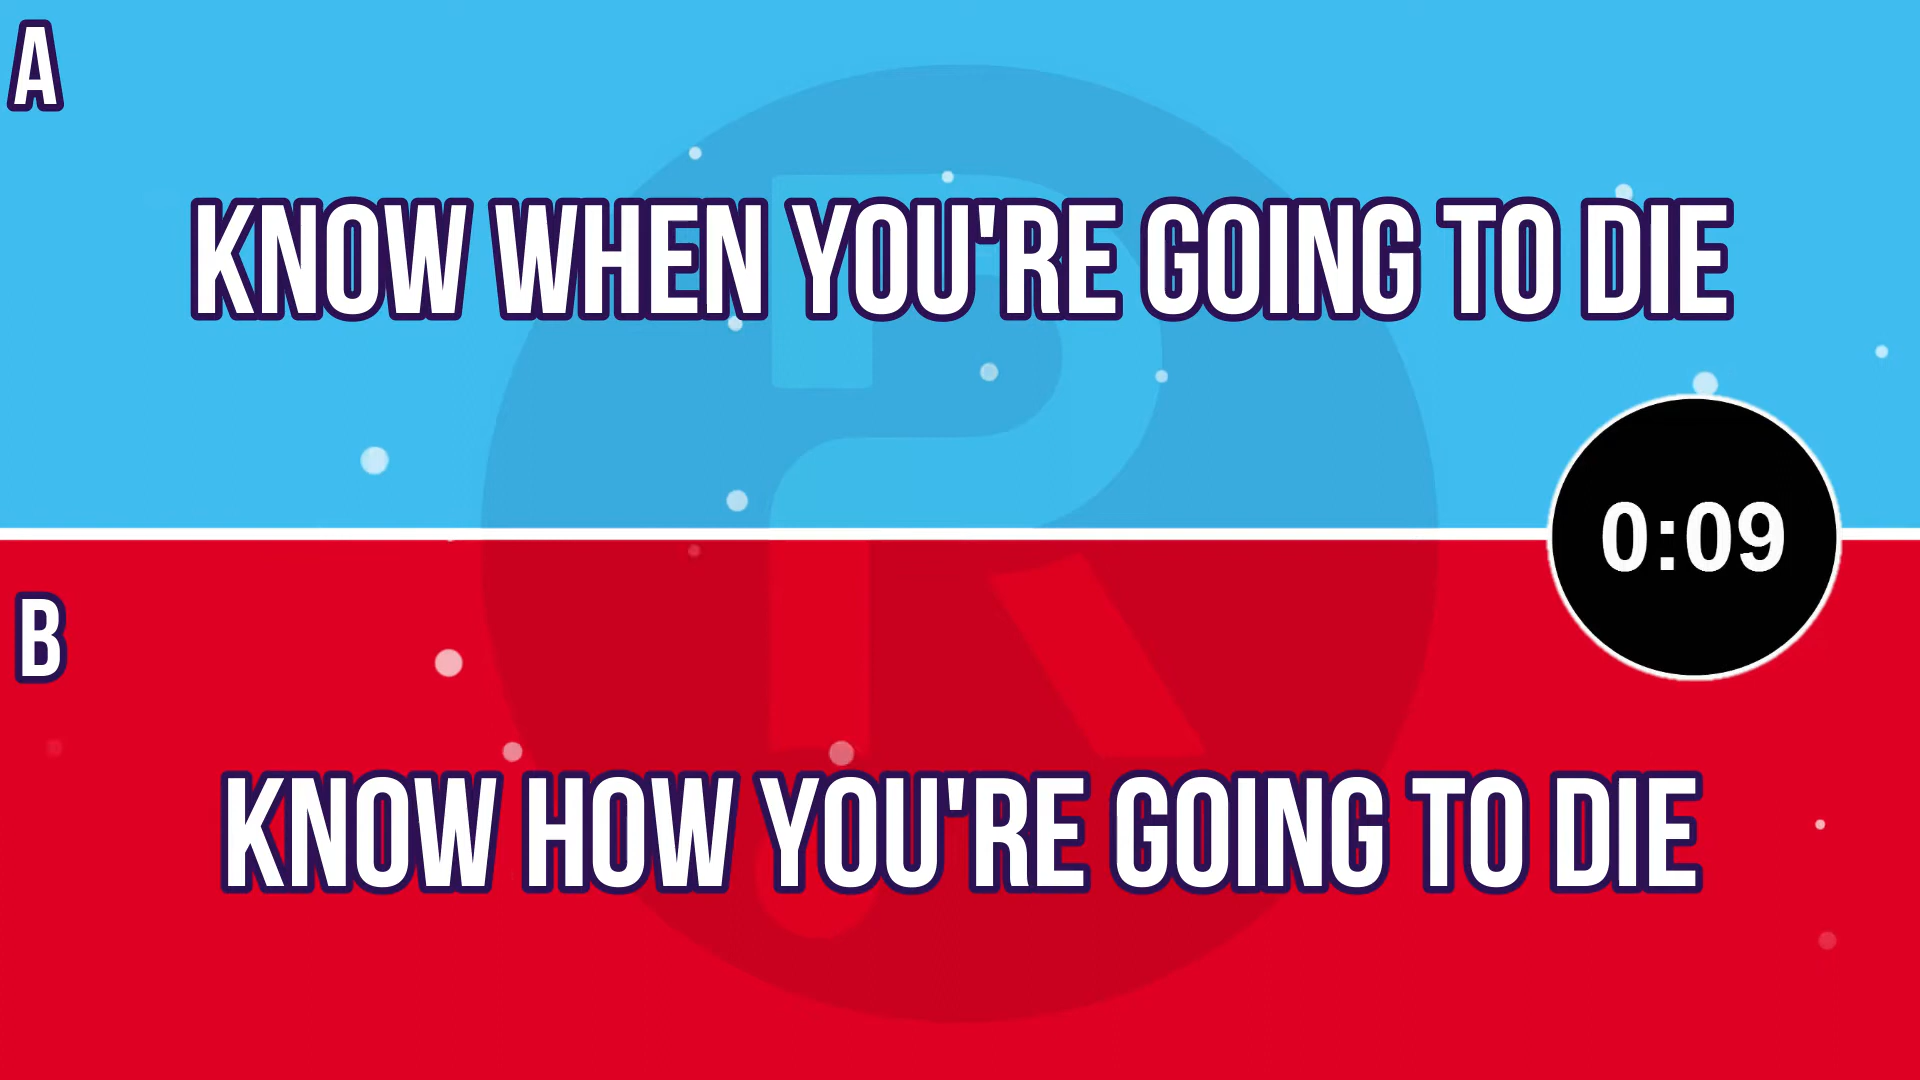 A
KNOW WHEN YOU'RE GOING TO DIE
0:09
B
KNOW HOW YOU'RE GOING TO DIE